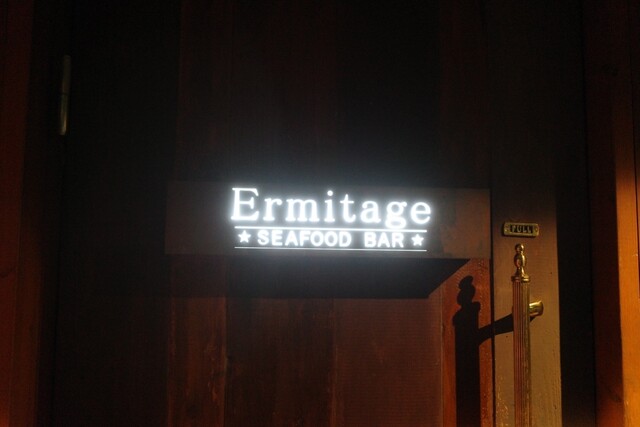 Ermitage
★ SEAFOOD BAR ★
PULL